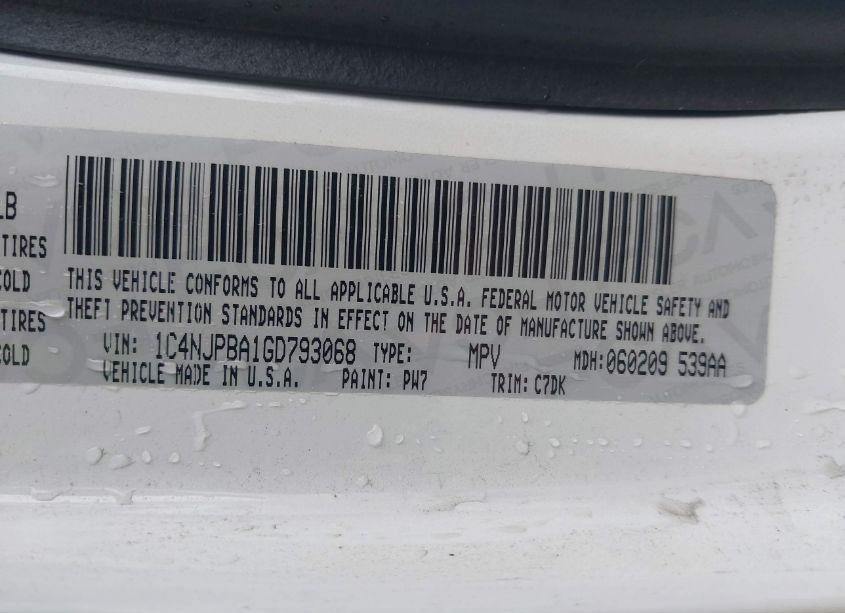 LB
TIRES
COLD
TIRES
COLD
THIS VEHICLE CONFORMS TO ALL APPLICABLE U.S.A. FEDERAL MOTOR VEHICLE SAFETY AND
THEFT PREVENTION STANDARDS IN EFFECT ON THE DATE OF MANUFACTURE SHOWN ABOVE.
VIN: 1C4NJPBA1GD793068 TYPE: MPV MDH:060209 539AA
VEHICLE MADE IN U.S.A. PAINT: PW7 TRIM: C7DK